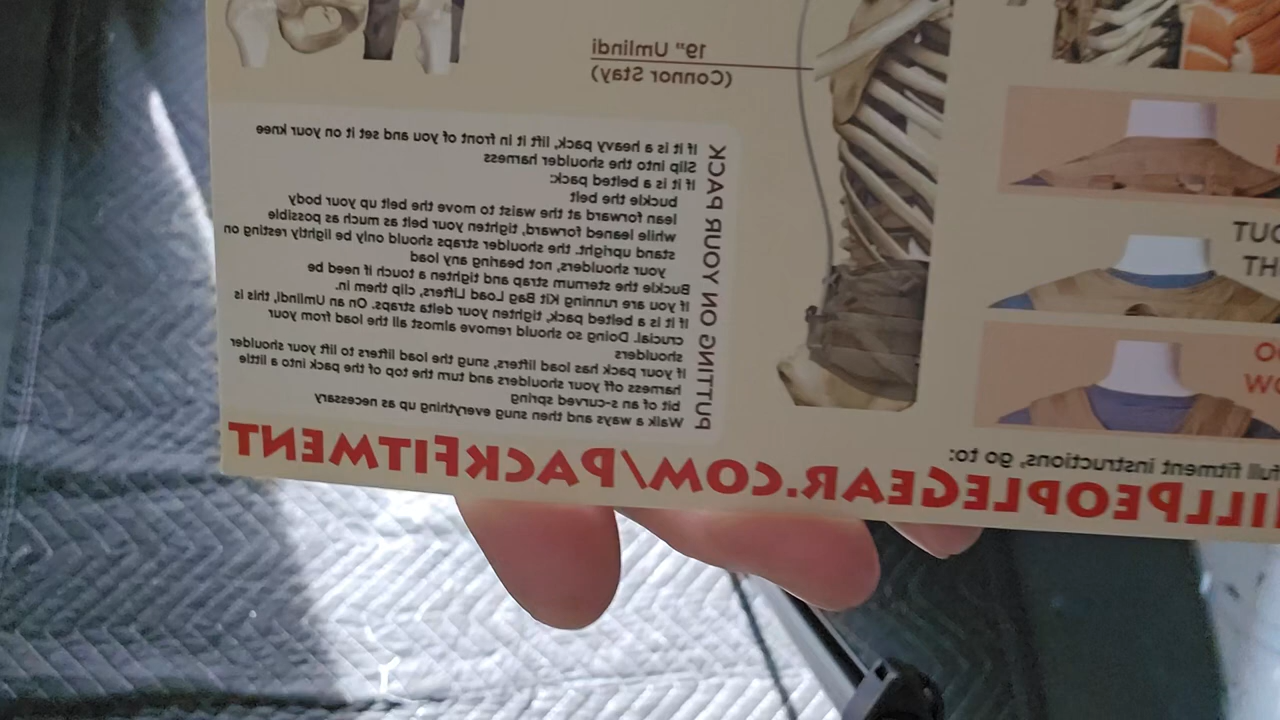 19" Umlindi
(Connor Stay)
PUTTING ON YOUR PACK
If it is a heavy pack, lift it in front of you and set it on your knee
Slip into the shoulder harness
If it is a belted pack:
buckle the belt
lean forward at the waist to move the belt up your body
while leaned forward, tighten your belt as much as possible
stand upright. the shoulder straps should only be lightly resting on
your shoulders, not bearing any load
Buckle the sternum strap and tighten a touch if need be
If you are running Kit Bag Load Lifters, clip them in.
If it is a belted pack, tighten your delta straps. On an Umlindi, this is
crucial. Doing so should remove almost all the load from your
shoulders
If your pack has load lifters, snug the load lifters to lift your shoulder
harness off your shoulders and turn the top of the pack into a little
bit of an s-curved spring
Walk a ways and then snug everything up as necessary
full fitment instructions, go to:
ILLPEOPLEGEAR.COM/PACKFITMENT